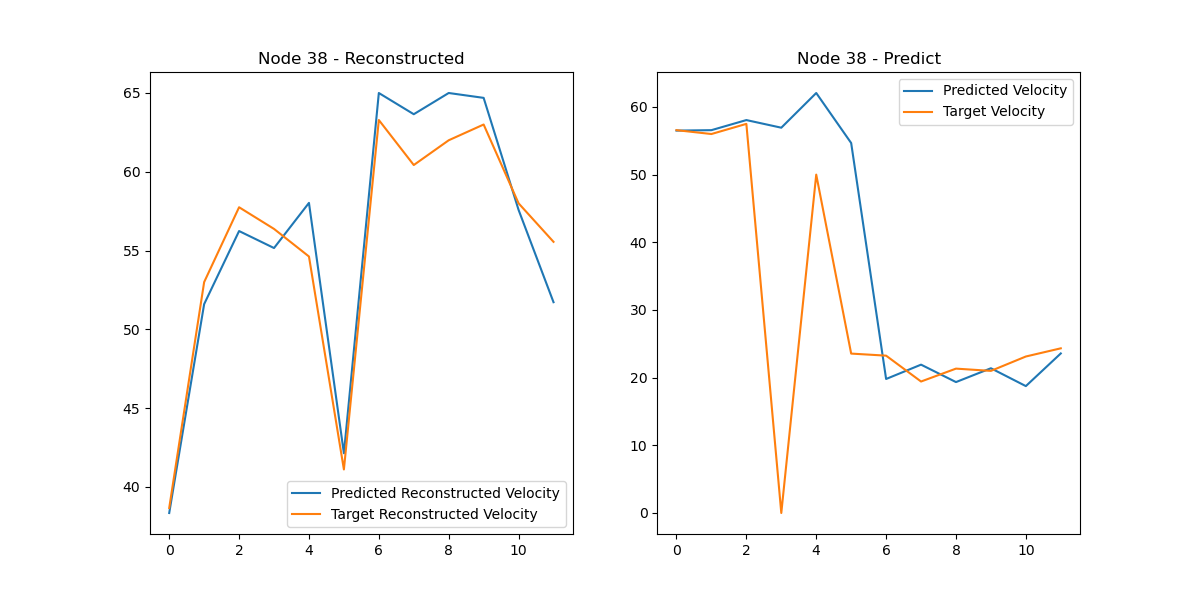 Node 38 - Reconstructed
65
60
55
50
45
40
0 2 4 6 8 10
Predicted Reconstructed Velocity
Target Reconstructed Velocity
Node 38 - Predict
60
50
40
30
20
10
0
0 2 4 6 8 10
Predicted Velocity
Target Velocity